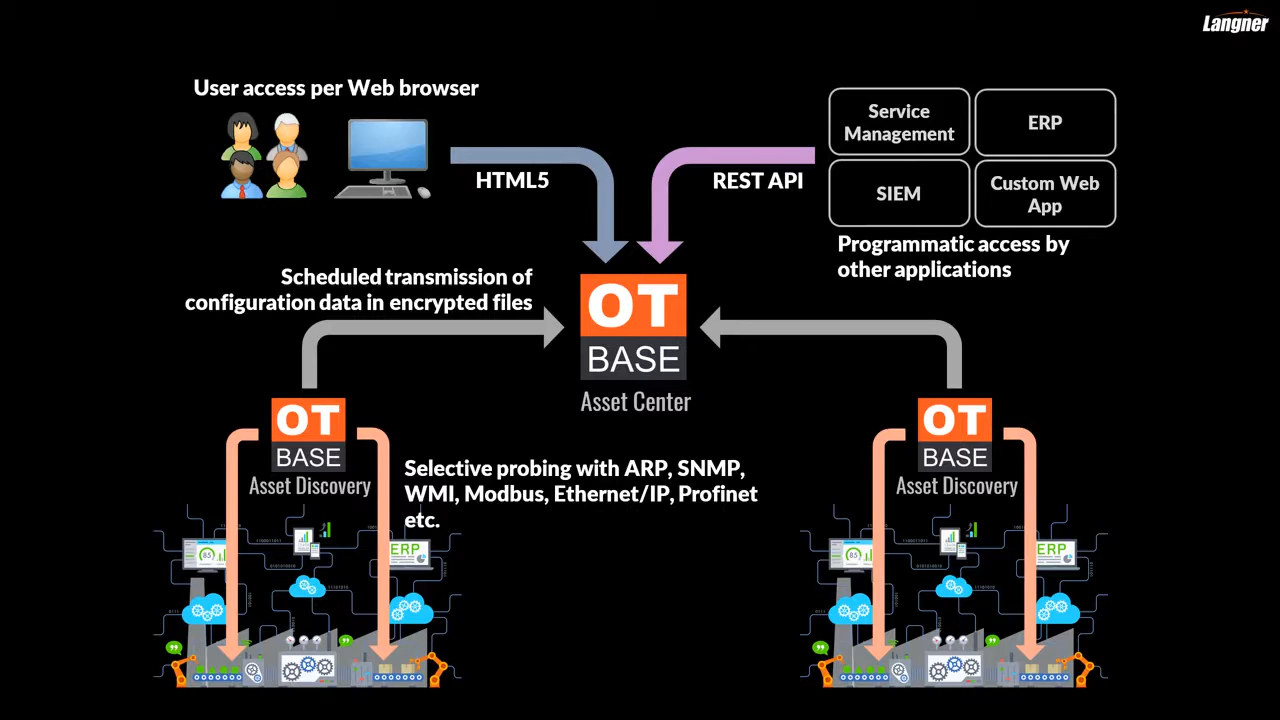 Langner
User access per Web browser
HTML5
REST API
Service
Management
ERP
SIEM
Custom Web
App
Programmatic access by
other applications
Scheduled transmission of
configuration data in encrypted files
OT
BASE
Asset Center
OT
BASE
Asset Discovery
Selective probing with ARP, SNMP,
WMI, Modbus, Ethernet/IP, Profinet
etc.
OT
BASE
Asset Discovery
85
ERP
85
ERP